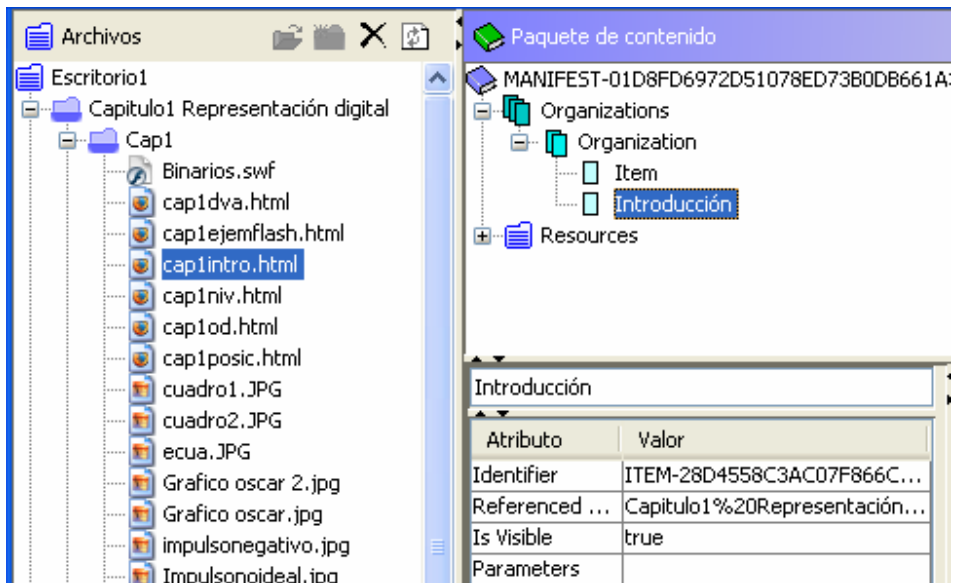 Archivos
Escritorio1
Capitulo1 Representación digital
Cap1
Binarios.swf
cap1dva.html
cap1ejemflash.html
cap1intro.html
cap1niv.html
cap1od.html
cap1posic.html
cuadro1.JPG
cuadro2.JPG
ecua.JPG
Grafico oscar 2.jpg
Grafico oscar.jpg
impulsonegativo.jpg
Impulsonoideal.jpg
Paquete de contenido
MANIFEST-01D8FD6972D51078ED73B0DB661A
Organizations
Organization
Item
Introducción
Resources
Introducción
Atributo Valor
Identifier ITEM-28D4558C3AC07F866C...
Referenced ... Capitulo1%20Representación...
Is Visible true
Parameters